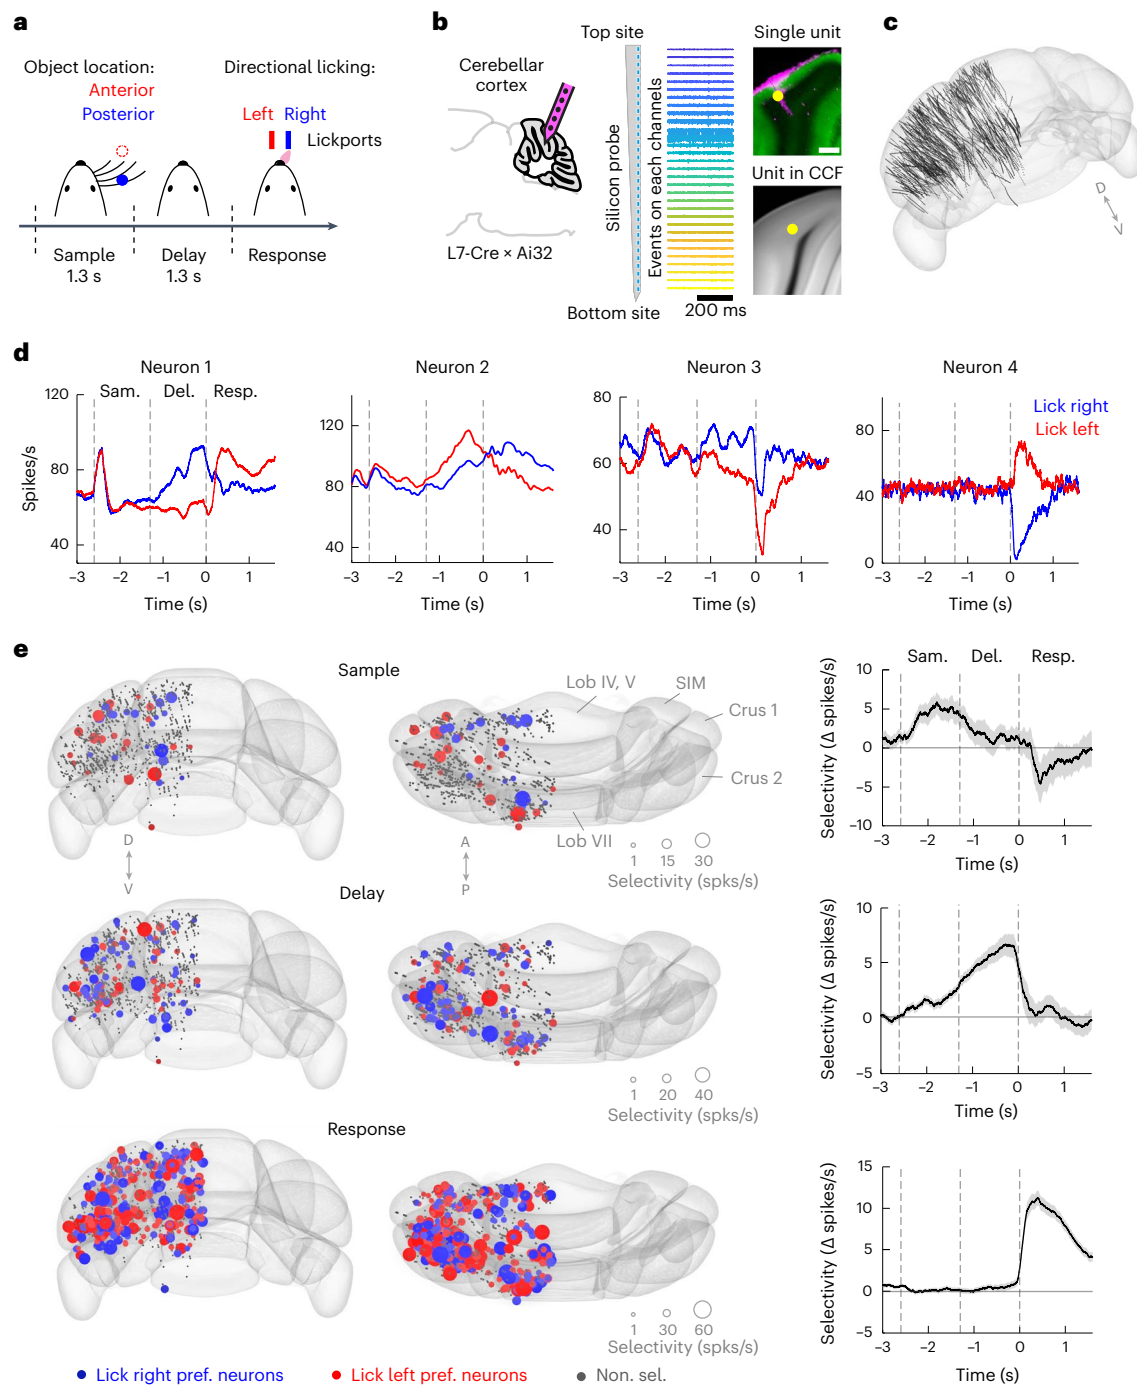 a
Object location:
Anterior
Posterior
Directional licking:
Left Right
Lickports
Sample
1.3 s
Delay
1.3 s
Response
b
Cerebellar
cortex
L7-Cre × Ai32
Top site
Silicon probe
Bottom site
Events on each channels
200 ms
Single unit
Unit in CCF
c
D
V
d
Neuron 1
Sam. Del. Resp.
Spikes/s
120
80
40
−3 −2 −1 0 1
Time (s)
Neuron 2
120
80
40
−3 −2 −1 0 1
Time (s)
Neuron 3
80
60
40
−3 −2 −1 0 1
Time (s)
Neuron 4
Lick right
Lick left
80
40
0
−3 −2 −1 0 1
Time (s)
e
Sample
D
V
Lob IV, V
SIM
Crus 1
Crus 2
Lob VII
A
P
1 15 30
Selectivity (spks/s)
Sam. Del. Resp.
Selectivity (Δ spikes/s)
10
5
0
−5
−10
−3 −2 −1 0 1
Time (s)
Delay
1 20 40
Selectivity (spks/s)
Selectivity (Δ spikes/s)
10
5
0
−5
−3 −2 −1 0 1
Time (s)
Response
1 30 60
Selectivity (spks/s)
Selectivity (Δ spikes/s)
15
10
5
0
−5
−3 −2 −1 0 1
Time (s)
Lick right pref. neurons
Lick left pref. neurons
Non. sel.